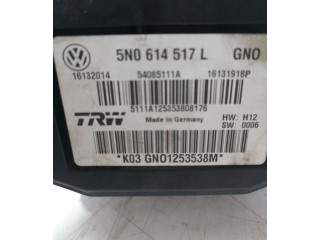 5N0 614 517 L GNO
16132014 54085111A 16131918P
5111A125353808176
TRW Made in Germany HW: H12
SW: 0006
*K03 GNO1253538M*